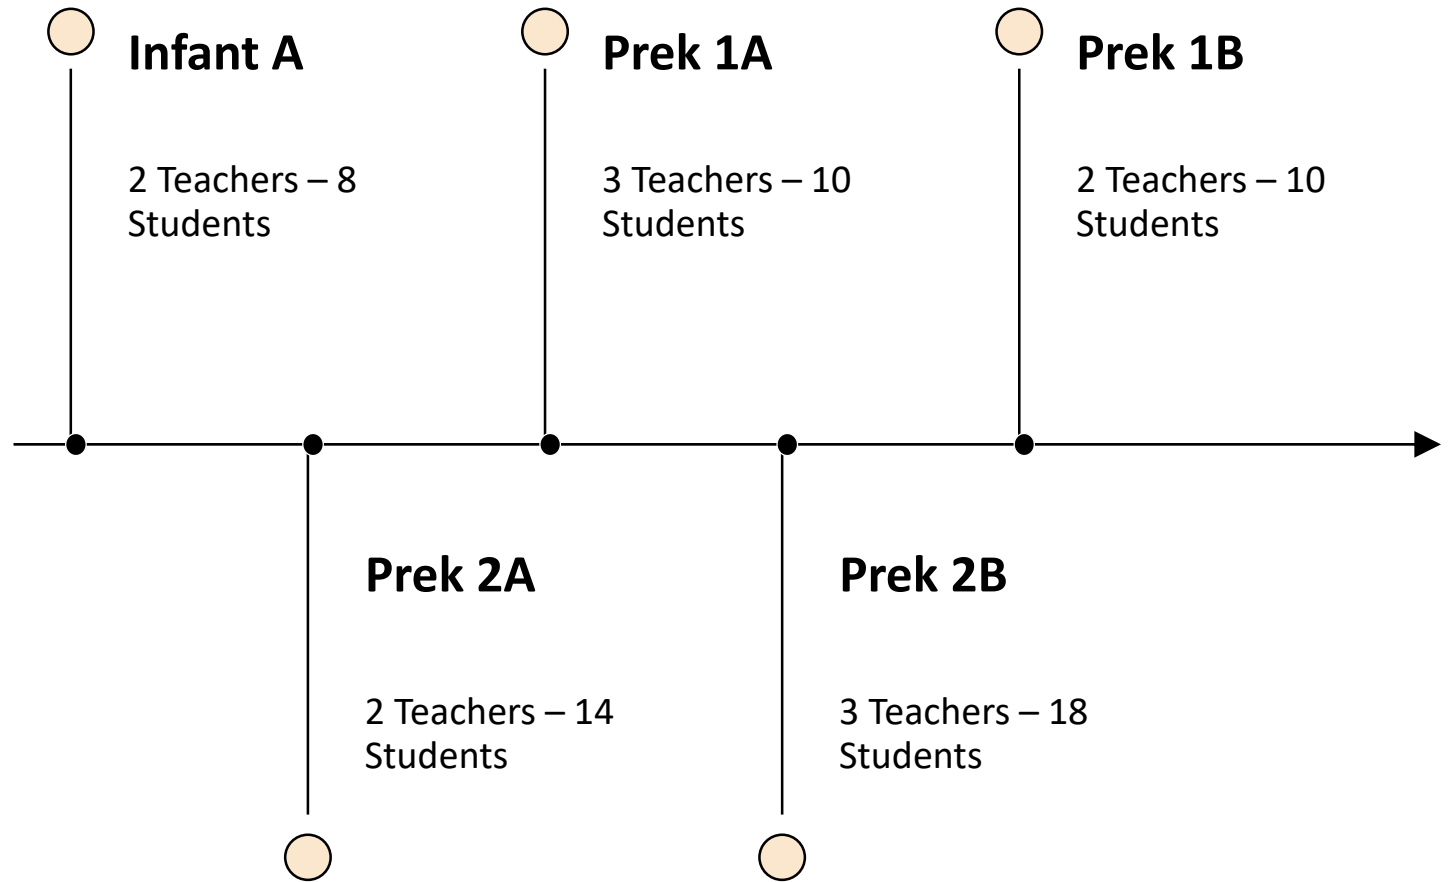 Infant A
2 Teachers – 8
Students
Prek 1A
3 Teachers – 10
Students
Prek 1B
2 Teachers – 10
Students
Prek 2A
2 Teachers – 14
Students
Prek 2B
3 Teachers – 18
Students